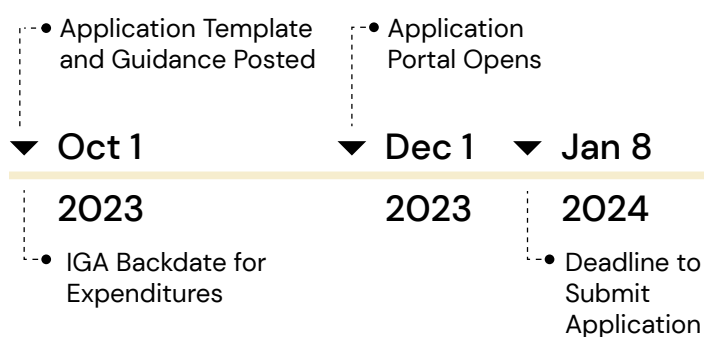 Application Template
and Guidance Posted
Application
Portal Opens
Oct 1
Dec 1
Jan 8
2023
2023
2024
IGA Backdate for
Expenditures
Deadline to
Submit
Application